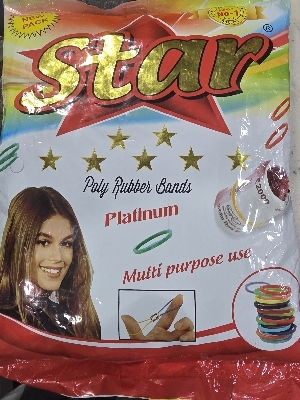 NEW PACK
NO-1
Star®
Poly Rubber Bands
Platinum
Multi purpose use